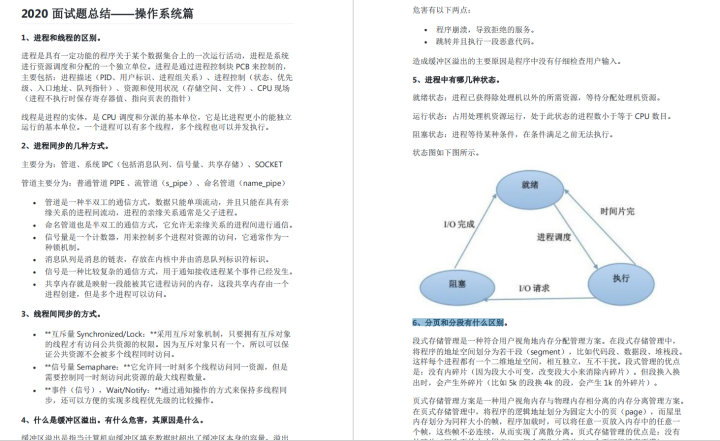 2020 面试题总结——操作系统篇
1、进程和线程的区别。
进程是具有一定功能的程序关于某个数据集合上的一次运行活动，进程是系统
进行资源调度和分配的一个独立单位。进程是通过进程控制块 PCB 来控制的，
主要包括：进程描述（PID、用户标识、进程组关系）、进程控制（状态、优先
级、入口地址、队列指针）、资源和使用状况（存储空间、文件）、CPU 现场
（进程不执行时保存寄存器值、指向页表的指针）
线程是进程的实体，是 CPU 调度和分派的基本单位，它是比进程更小的能独立
运行的基本单位。一个进程可以有多个线程，多个线程也可以并发执行。
2、进程同步的几种方式。
主要分为：管道、系统 IPC（包括消息队列、信号量、共享存储）、SOCKET
管道主要分为：普通管道 PIPE 、流管道（s_pipe）、命名管道（name_pipe）
• 管道是一种半双工的通信方式，数据只能单项流动，并且只能在具有亲
缘关系的进程间流动，进程的亲缘关系通常是父子进程。
• 命名管道也是半双工的通信方式，它允许无亲缘关系的进程间进行通信。
• 信号量是一个计数器，用来控制多个进程对资源的访问，它通常作为一
种锁机制。
• 消息队列是消息的链表，存放在内核中并由消息队列标识符标识。
• 信号是一种比较复杂的通信方式，用于通知接收进程某个事件已经发生。
• 共享内存就是映射一段能被其它进程访问的内存，这段共享内存由一个
进程创建，但是多个进程可以访问。
3、线程间同步的方式。
• **互斥量 Synchronized/Lock：**采用互斥对象机制，只要拥有互斥对象
的线程才有访问公共资源的权限。因为互斥对象只有一个，所以可以保
证公共资源不会被多个线程同时访问。
• **信号量 Semaphare：**它允许同一时刻多个线程访问同一资源，但是
需要控制同一时刻访问此资源的最大线程数量。
• **事件（信号），Wait/Notify：**通过通知操作的方式来保持多线程同
步，还可以方便的实现多线程优先级的比较操作。
4、什么是缓冲区溢出。有什么危害，其原因是什么。
缓冲区溢出是指当计算机向缓冲区填充数据时超出了缓冲区本身的容量，溢出
危害有以下两点：
• 程序崩溃，导致拒绝的服务。
• 跳转并且执行一段恶意代码。
造成缓冲区溢出的主要原因是程序中没有仔细检查用户输入。
5、进程中有哪几种状态。
就绪状态：进程已获得除处理机以外的所需资源，等待分配处理机资源。
运行状态：占用处理机资源运行，处于此状态的进程数小于等于 CPU 数目。
阻塞状态：进程等待某种条件，在条件满足之前无法执行。
状态图如下图所示。
就绪
I/O 完成
时间片完
进程调度
阻塞
执行
I/O 请求
6、分页和分段有什么区别。
段式存储管理是一种符合用户视角地内存分配管理方案。在段式存储管理中，
将程序的地址空间划分为若干段（segment），比如代码段、数据段、堆栈段。
这样每个进程都有一个二维地址空间，相互独立，互不干扰。段式管理的优点
是：没有内碎片（因为段大小可变，改变段大小来消除内碎片）。但段换入换
出时，会产生外碎片（比如 5k 的段换 4k 的段，会产生 1k 的外碎片）。
页式存储管理方案是一种用户视角内存与物理内存相分离的内存分离管理方案。
在页式存储管理中，将程序的逻辑地址划分为固定大小的页（page），而屋里
内存划分为同样大小的帧，程序加载时，可以将任意一页放入内存中的任意一
个帧，这些帧不必连续，从而实现了离散分离。页式存储管理的优点是：没有